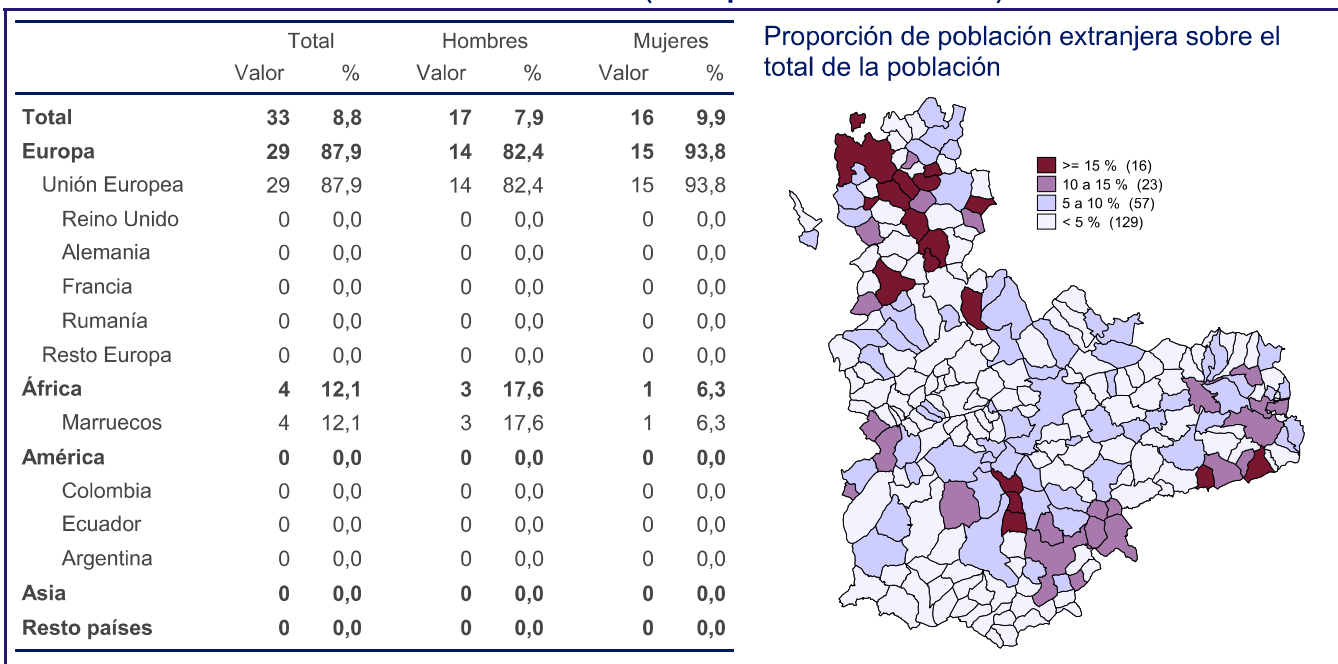 Total Hombres Mujeres
Valor % Valor % Valor %
Total 33 8,8 17 7,9 16 9,9
Europa 29 87,9 14 82,4 15 93,8
Unión Europea 29 87,9 14 82,4 15 93,8
Reino Unido 0 0,0 0 0,0 0 0,0
Alemania 0 0,0 0 0,0 0 0,0
Francia 0 0,0 0 0,0 0 0,0
Rumanía 0 0,0 0 0,0 0 0,0
Resto Europa 0 0,0 0 0,0 0 0,0
África 4 12,1 3 17,6 1 6,3
Marruecos 4 12,1 3 17,6 1 6,3
América 0 0,0 0 0,0 0 0,0
Colombia 0 0,0 0 0,0 0 0,0
Ecuador 0 0,0 0 0,0 0 0,0
Argentina 0 0,0 0 0,0 0 0,0
Asia 0 0,0 0 0,0 0 0,0
Resto países 0 0,0 0 0,0 0 0,0
Proporción de población extranjera sobre el
total de la población
>= 15 % (16)
10 a 15 % (23)
5 a 10 % (57)
< 5 % (129)